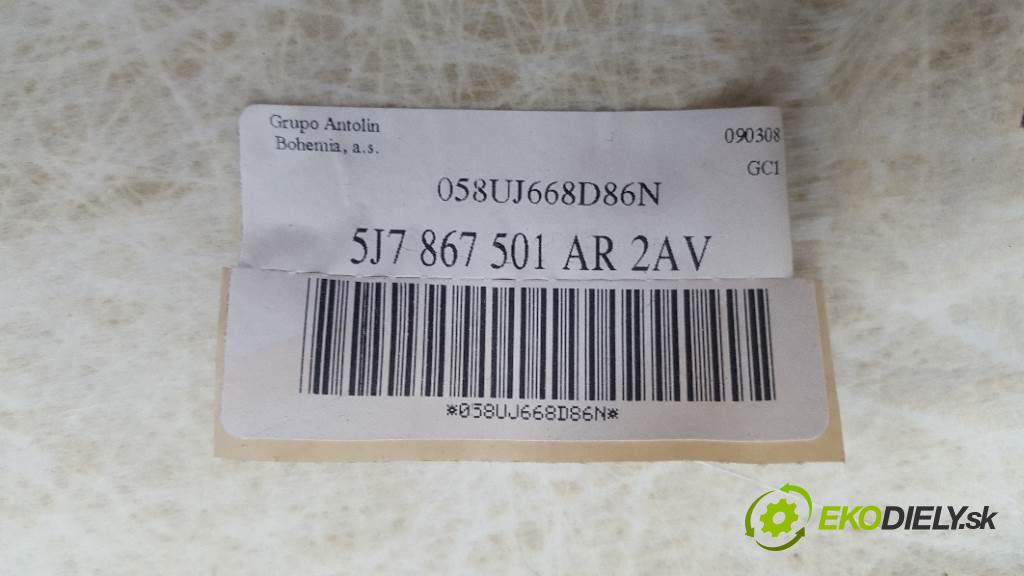 Grupo Antolin
Bohemia, a.s.
090308
GC1
058UJ668D86N
5J7 867 501 AR 2AV
*058UJ668D86N*
EKODIELY.sk